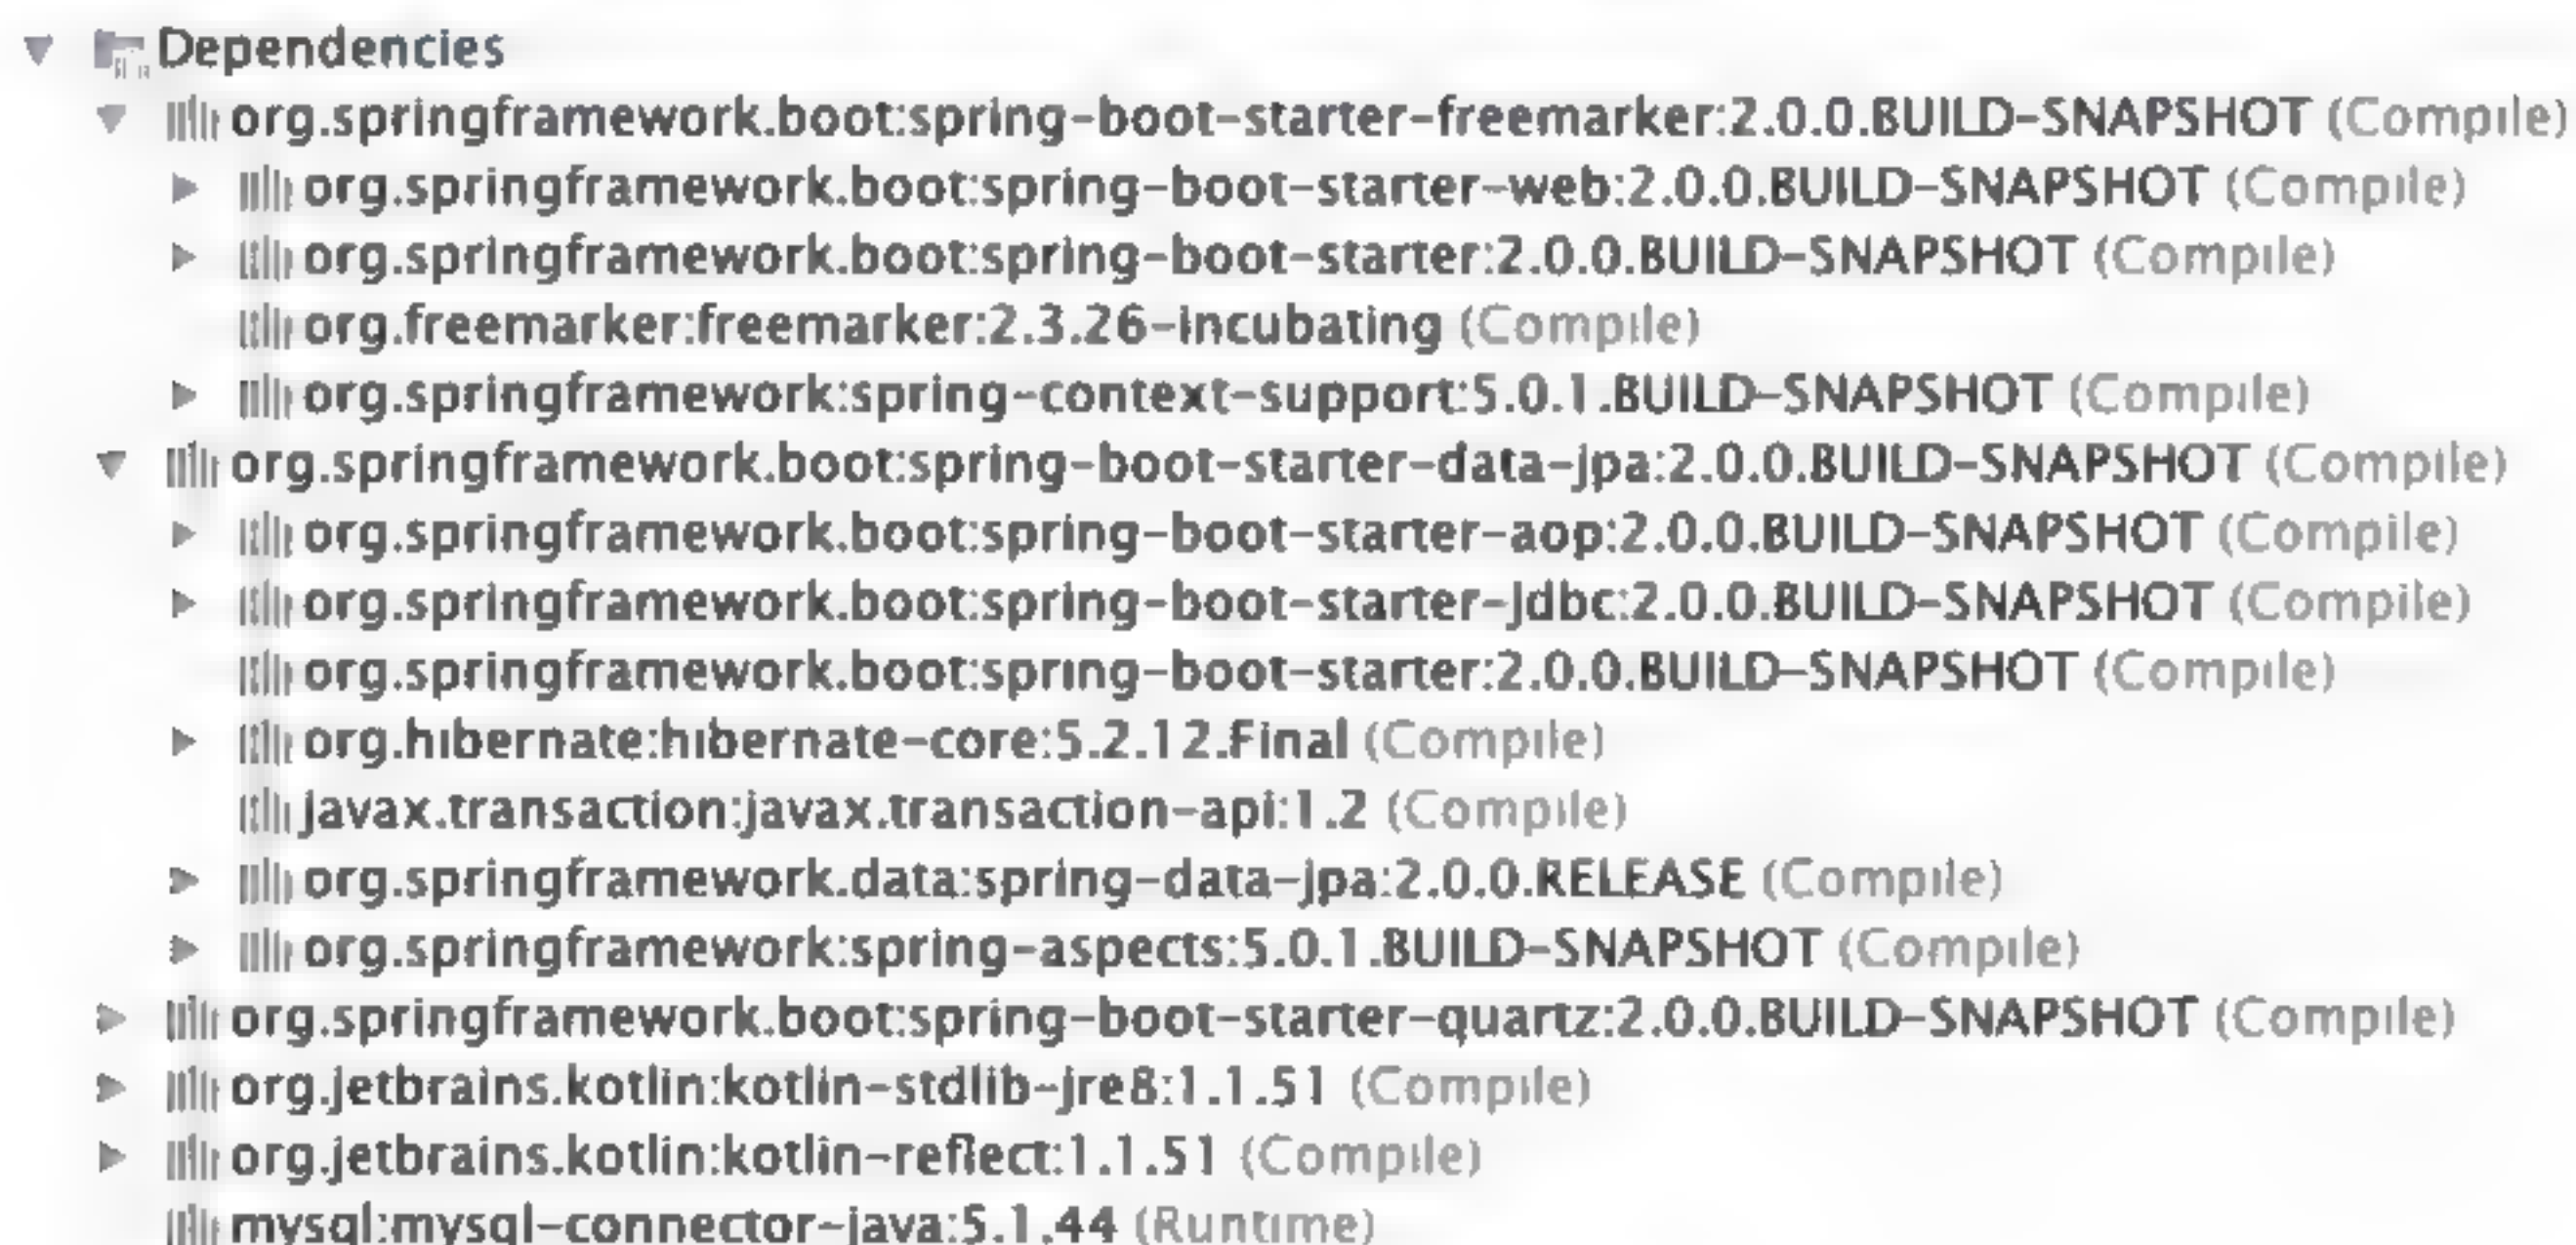 Dependencies
org.springframework.boot:spring-boot-starter-freemarker:2.0.0.BUILD-SNAPSHOT (Compile)
org.springframework.boot:spring-boot-starter-web:2.0.0.BUILD-SNAPSHOT (Compile)
org.springframework.boot:spring-boot-starter:2.0.0.BUILD-SNAPSHOT (Compile)
org.freemarker:freemarker:2.3.26-incubating (Compile)
org.springframework:spring-context-support:5.0.1.BUILD-SNAPSHOT (Compile)
org.springframework.boot:spring-boot-starter-data-jpa:2.0.0.BUILD-SNAPSHOT (Compile)
org.springframework.boot:spring-boot-starter-aop:2.0.0.BUILD-SNAPSHOT (Compile)
org.springframework.boot:spring-boot-starter-jdbc:2.0.0.BUILD-SNAPSHOT (Compile)
org.springframework.boot:spring-boot-starter:2.0.0.BUILD-SNAPSHOT (Compile)
org.hibernate:hibernate-core:5.2.12.Final (Compile)
javax.transaction:javax.transaction-api:1.2 (Compile)
org.springframework.data:spring-data-jpa:2.0.0.RELEASE (Compile)
org.springframework:spring-aspects:5.0.1.BUILD-SNAPSHOT (Compile)
org.springframework.boot:spring-boot-starter-quartz:2.0.0.BUILD-SNAPSHOT (Compile)
org.jetbrains.kotlin:kotlin-stdlib-jre8:1.1.51 (Compile)
org.jetbrains.kotlin:kotlin-reflect:1.1.51 (Compile)
mysql:mysql-connector-java:5.1.44 (Runtime)